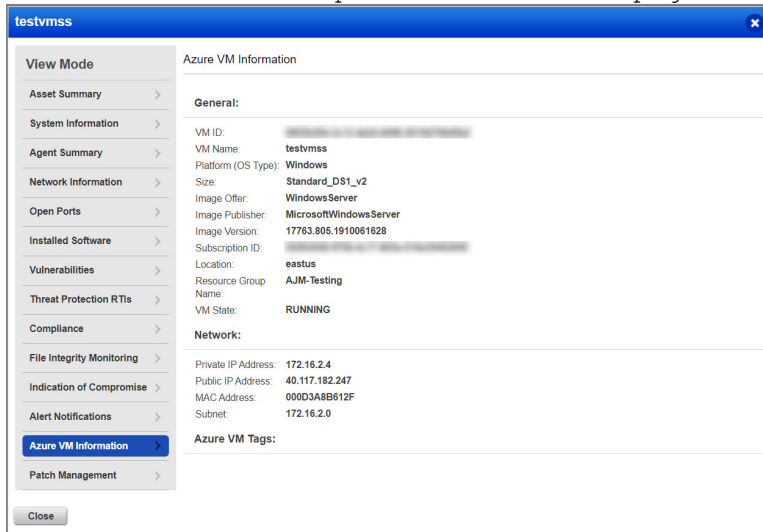 testvmss
View Mode
Asset Summary
System Information
Agent Summary
Network Information
Open Ports
Installed Software
Vulnerabilities
Threat Protection RTIs
Compliance
File Integrity Monitoring
Indication of Compromise
Alert Notifications
Azure VM Information
Patch Management
Azure VM Information
General:
VM ID:
VM Name: testvmss
Platform (OS Type): Windows
Size: Standard_DS1_v2
Image Offer: WindowsServer
Image Publisher: MicrosoftWindowsServer
Image Version: 17763.805.1910061628
Subscription ID:
Location: eastus
Resource Group AJM-Testing
Name:
VM State: RUNNING
Network:
Private IP Address: 172.16.2.4
Public IP Address: 40.117.182.247
MAC Address: 000D3A8B612F
Subnet: 172.16.2.0
Azure VM Tags:
Close